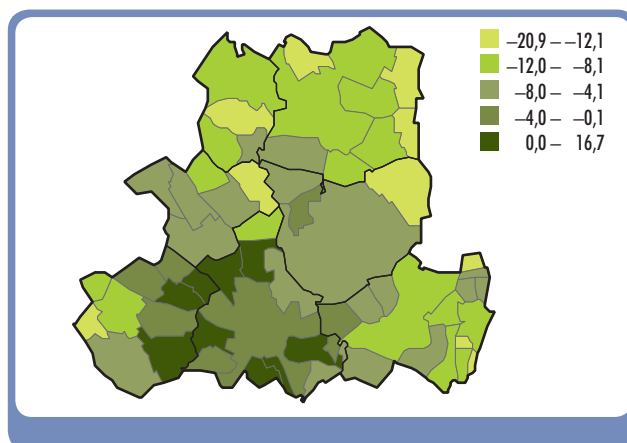 –20,9 – –12,1
–12,0 – –8,1
–8,0 – –4,1
–4,0 – –0,1
0,0 – 16,7